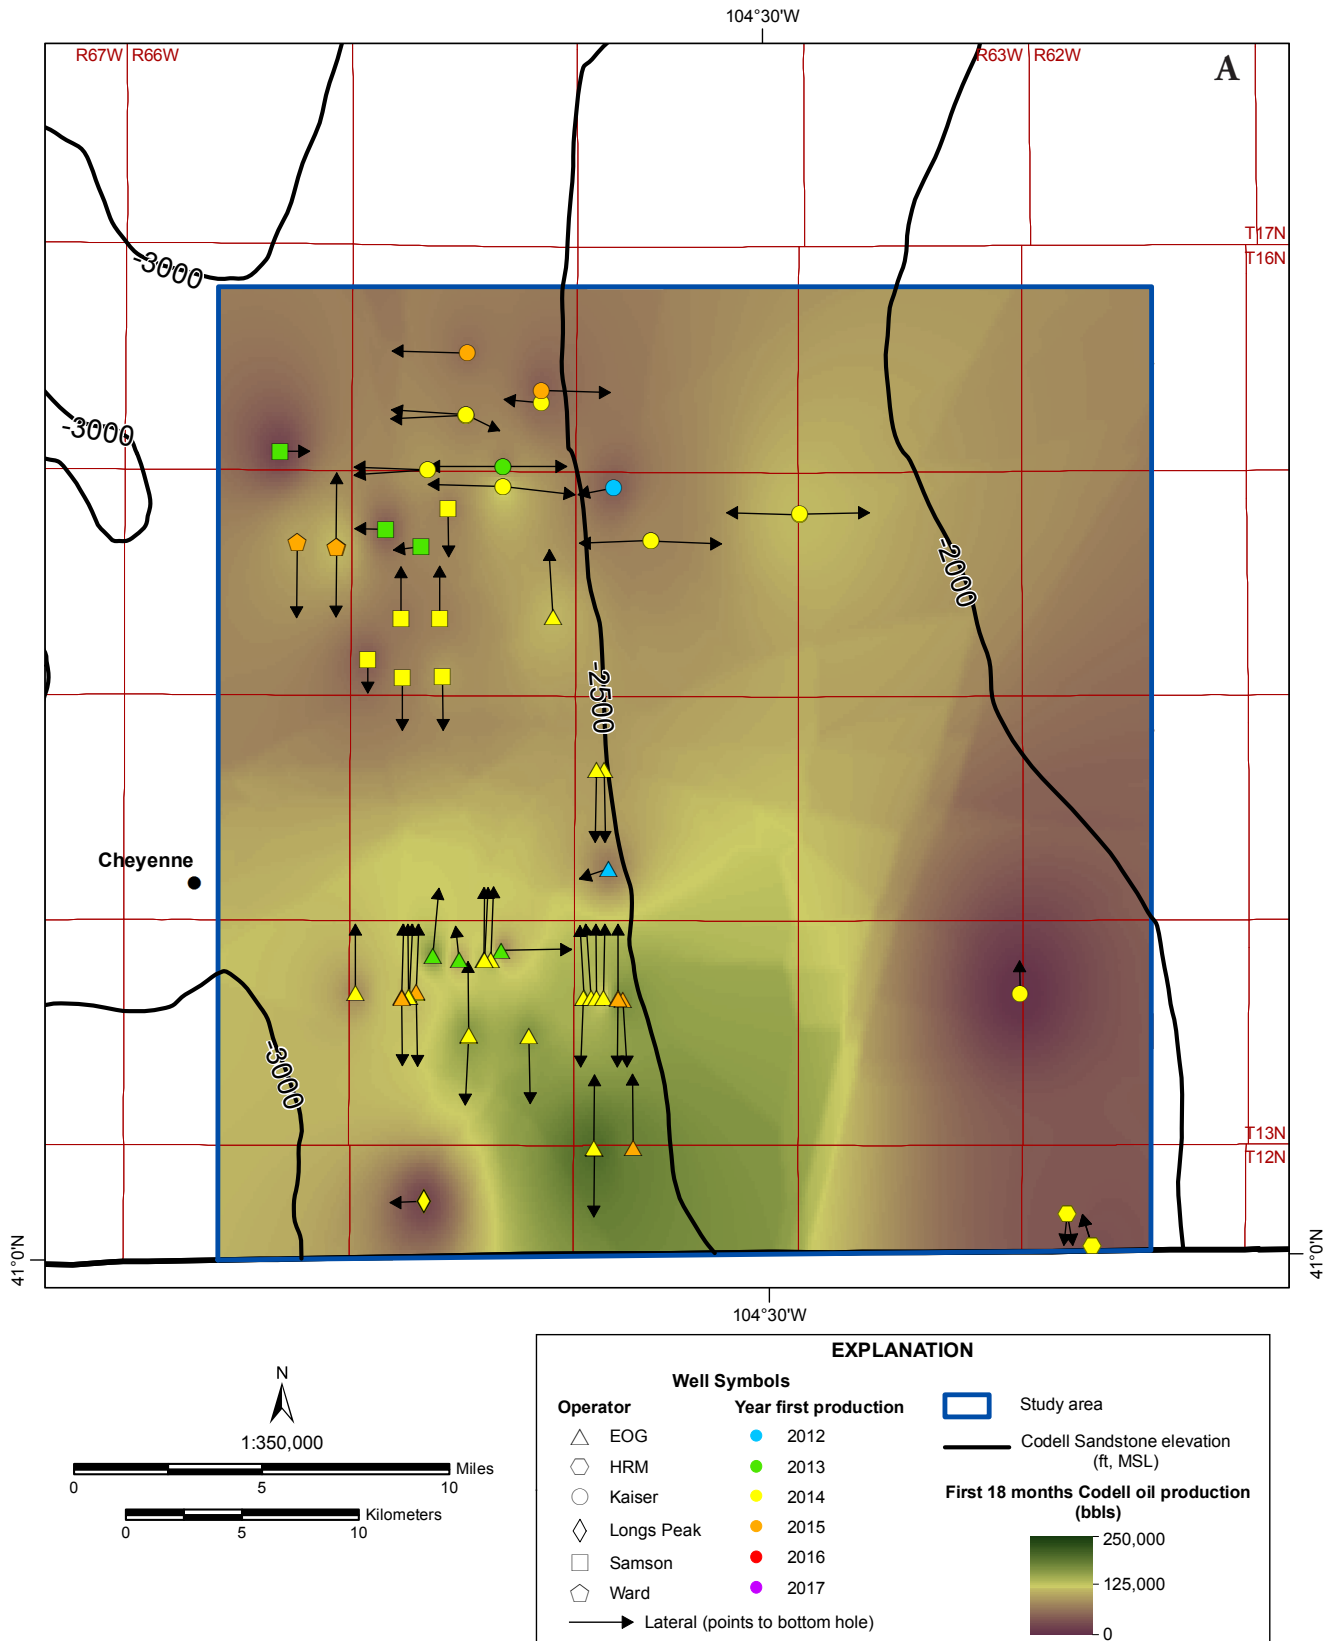 104°30'W
R67W R66W
R63W R62W
A
T17N
T16N
-3000
-3000
-2000
-2500
Cheyenne
-3000
T13N
T12N
41°0'N
41°0'N
104°30'W
N
1:350,000
Miles
0 5 10
Kilometers
0 5 10
EXPLANATION
Well Symbols
Operator
EOG
HRM
Kaiser
Longs Peak
Samson
Ward
Lateral (points to bottom hole)
Year first production
2012
2013
2014
2015
2016
2017
Study area
Codell Sandstone elevation
(ft, MSL)
First 18 months Codell oil production
(bbls)
250,000
125,000
0